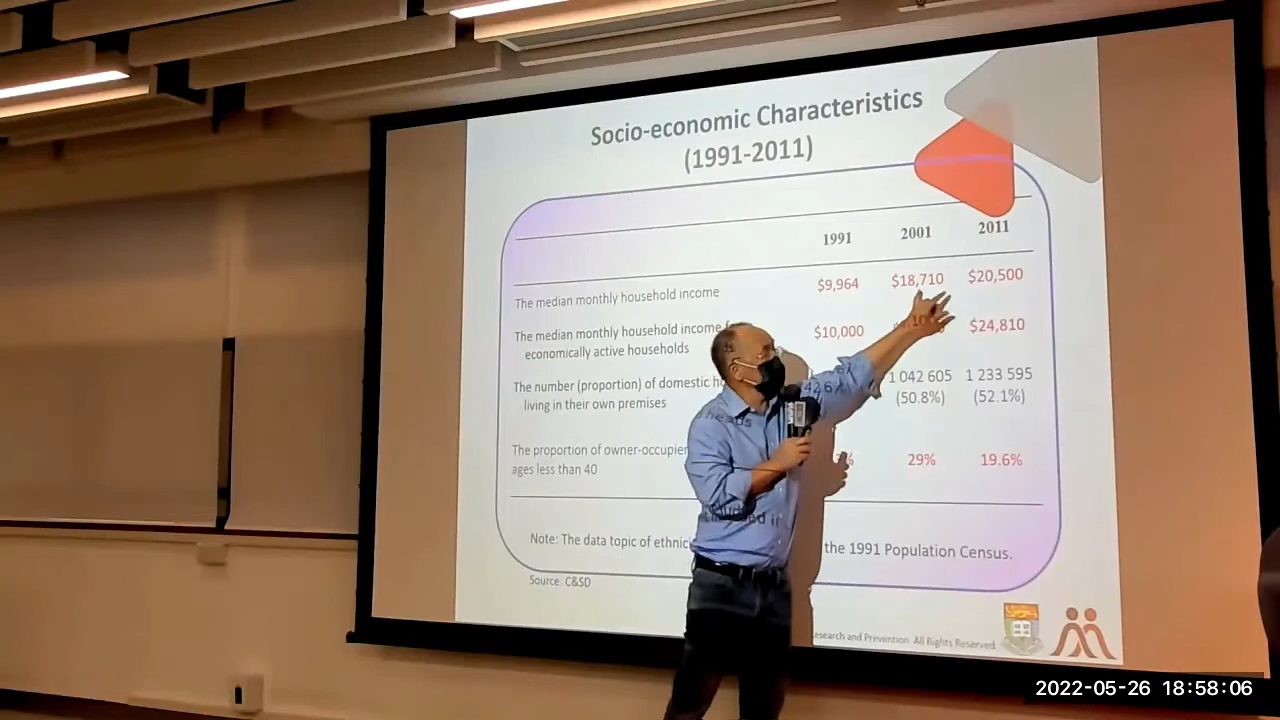 Socio-economic Characteristics
(1991-2011)
1991 2001 2011
The median monthly household income $9,964 $18,710 $20,500
The median monthly household income
economically active households $10,000 $24,810
The number (proportion) of domestic 1 042 605 1 233 595
living in their own premises (50.8%) (52.1%)
The proportion of owner-occupier
ages less than 40 29% 19.6%
Note: The data topic of the 1991 Population Census.
Source: C&SD
and Prevention All Rights Reserved
2022-05-26 18:58:06